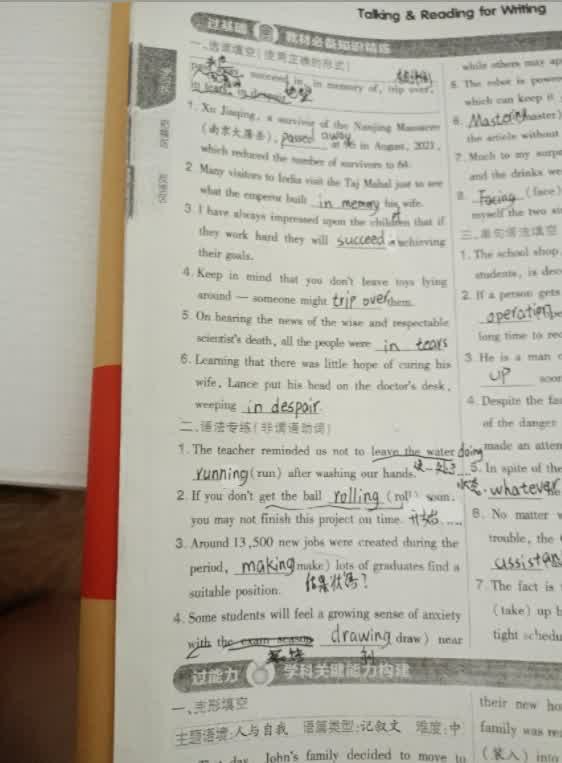 Talking & Reading for Writing
过基础 教材必备知识精练
一、选词填空(使用正确的形式)
succeed in, in memory of, trip over,
in tears, in despair
1. Xu Jiaqing, a survivor of the Nanjing Massacre
(南京大屠杀), passed away at 96 in August, 2021,
which reduced the number of survivors to 64.
2. Many visitors to India visit the Taj Mahal just to see
what the emperor built in memory his wife.
3. I have always impressed upon the children that if
they work hard they will succeed achieving
their goals.
4. Keep in mind that you don't leave toys lying
around — someone might trip over them.
5. On hearing the news of the wise and respectable
scientist's death, all the people were in tears
6. Learning that there was little hope of curing his
wife, Lance put his head on the doctor's desk,
weeping in despair.
二、语法专练(非谓语动词)
1. The teacher reminded us not to leave the water doing
running (run) after washing our hands.
2. If you don't get the ball rolling (roll) soon,
you may not finish this project on time. 开始.....
3. Around 13,500 new jobs were created during the
period, making make) lots of graduates find a
suitable position. 结果状语?
4. Some students will feel a growing sense of anxiety
with the exam season drawing draw) near
过能力 学科关键能力构建
一、完形填空
主题语境:人与自我 语篇类型:记叙文 难度:中
day, John's family decided to move to
while others may ap
5. The robot is power
which can keep it
6. Mastering master)
the article without
7. Much to my surpr
and the drinks we
8. Facing (face)
myself the two si
三、单句语法填空
1. The school shop,
students, is dec
2. If a person gets
operation, be
long time to rec
3. He is a man
up soon
4. Despite the fac
of the danger
made an atten
5. In spite of the
whatever he
6. No matter w
trouble, the
assistan
7. The fact is
(take) up b
tight schedu
their new ho
family was re
(装入) into